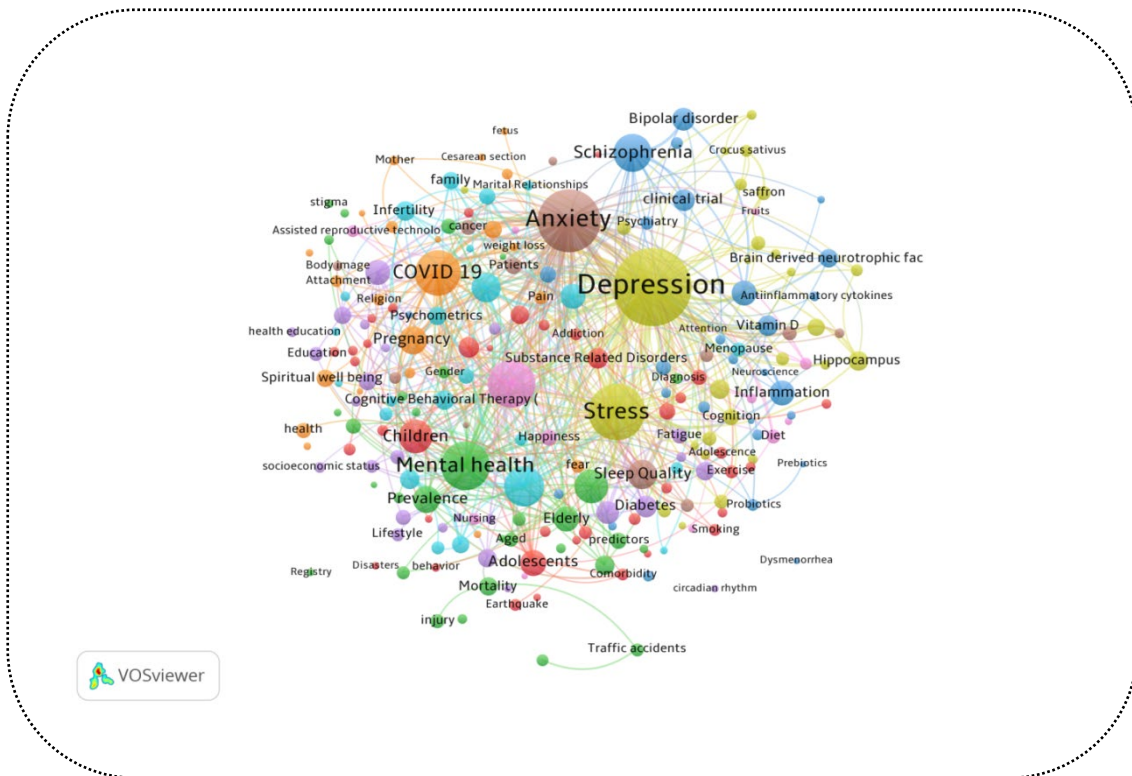 Bipolar disorder
fetus
Crocus sativus
Schizophrenia
Cesarean section
Mother
family
Marital Relationships
saffron
clinical trial
stigma
Infertility
Fruits
Anxiety
Psychiatry
cancer
Assisted reproductive technolo
weight loss
Brain derived neurotrophic fac
Body image
Patients
COVID 19
Attachment
Depression
Religion
Pain
Antiinflammatory cytokines
Psychometrics
Vitamin D
health education
Addiction
Attention
Pregnancy
Menopause
Education
Substance Related Disorders
Hippocampus
Gender
Neuroscience
Spiritual well being
Diagnosis
Inflammation
Cognitive Behavioral Therapy (
Stress
Cognition
health
Children
Happiness
Fatigue
Diet
Adolescence
socioeconomic status
Mental health
fear
Sleep Quality
Exercise
Prebiotics
Prevalence
Diabetes
Probiotics
Nursing
Elderly
Smoking
Lifestyle
Aged
predictors
Adolescents
Dysmenorrhea
Registry
Disasters
behavior
Comorbidity
Mortality
circadian rhythm
Earthquake
injury
Traffic accidents
VOSviewer